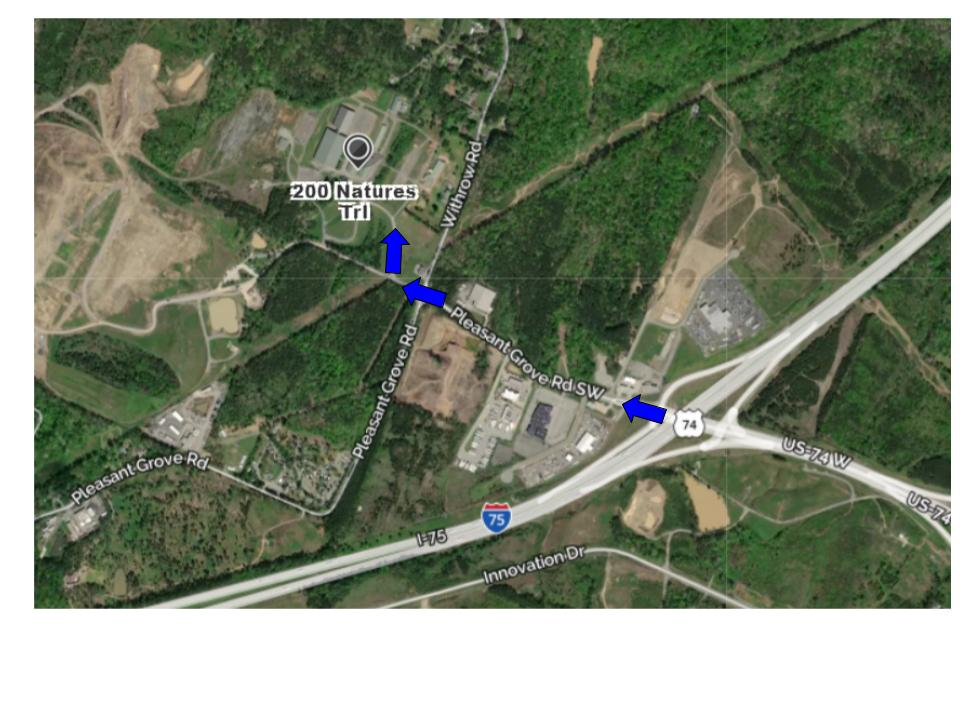 Withrow Rd
200 Natures
Trl
Pleasant Grove Rd SW
Pleasant Grove Rd
74
US-74 W
Pleasant Grove Rd
US-74
75
I-75
Innovation Dr